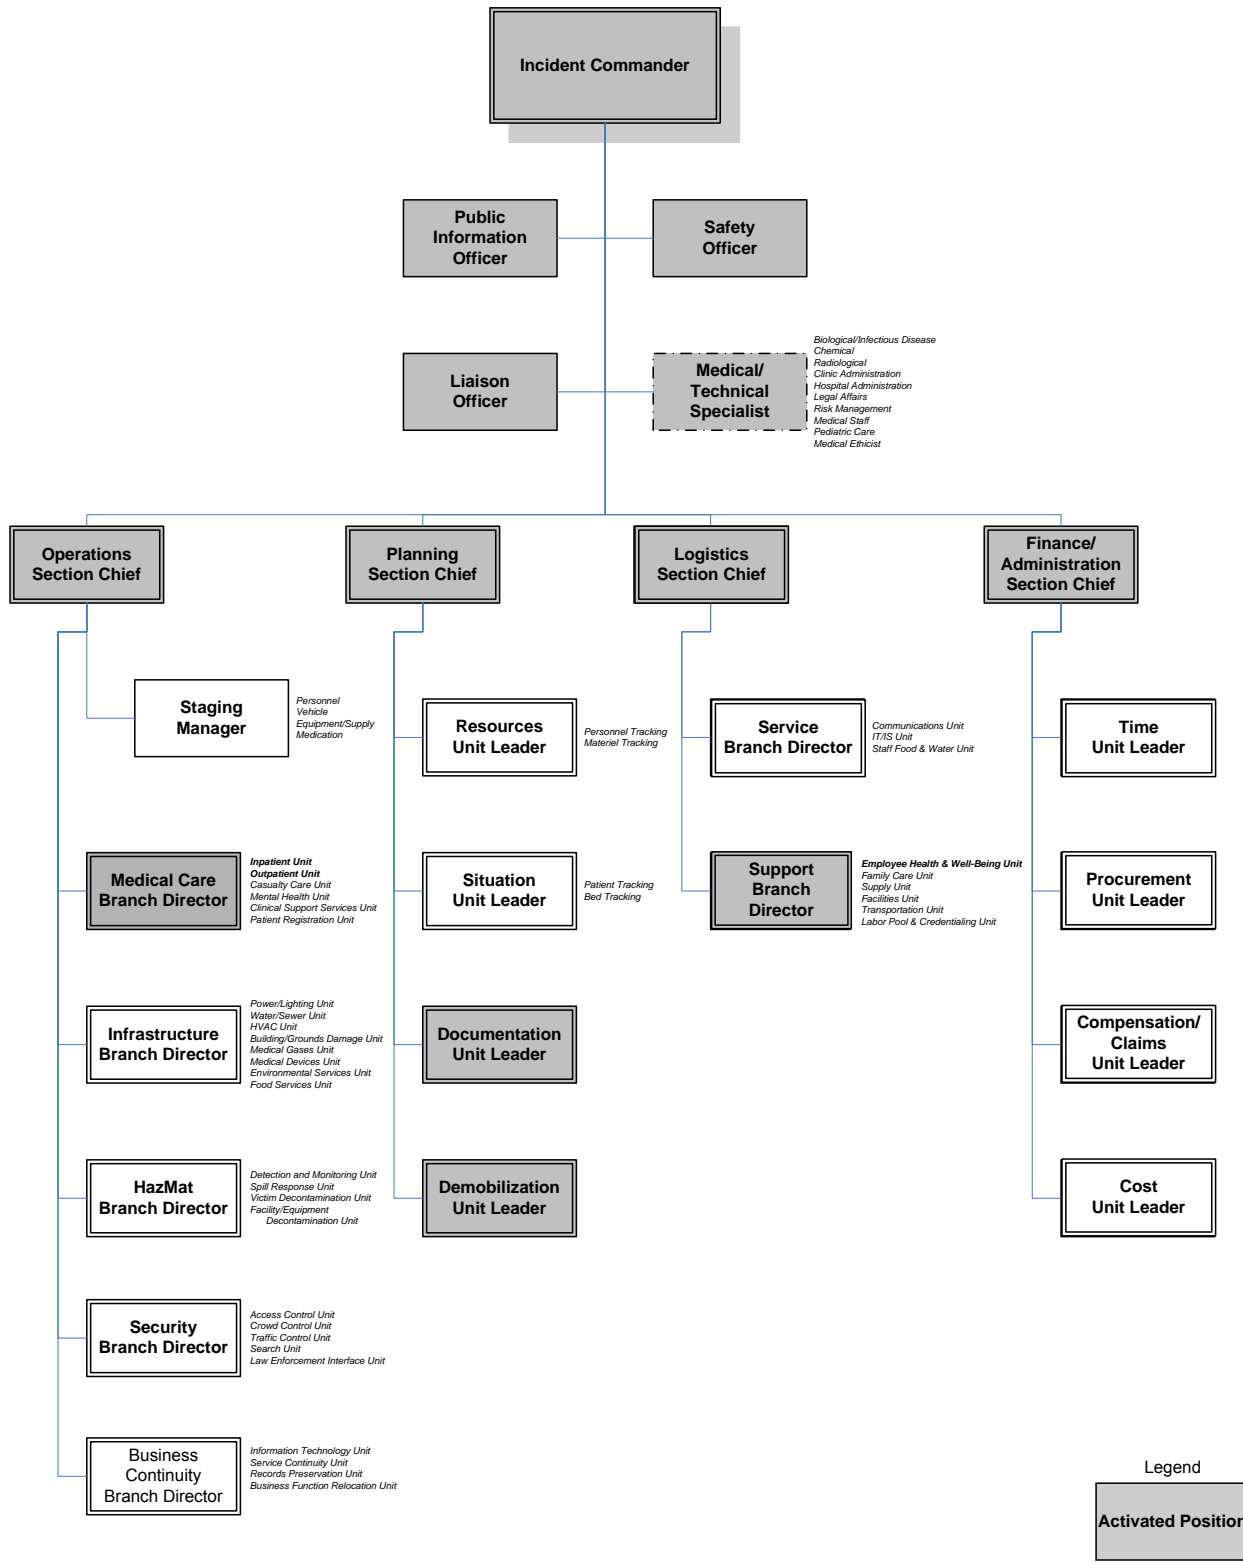 Incident Commander
Public
Information
Officer
Safety
Officer
Liaison
Officer
Medical/
Technical
Specialist
Biological/Infectious Disease
Chemical
Radiological
Clinic Administration
Hospital Administration
Legal Affairs
Risk Management
Medical Staff
Pediatric Care
Medical Ethicist
Operations
Section Chief
Planning
Section Chief
Logistics
Section Chief
Finance/
Administration
Section Chief
Staging
Manager
Personnel
Vehicle
Equipment/Supply
Medication
Resources
Unit Leader
Personnel Tracking
Materiel Tracking
Service
Branch Director
Communications Unit
IT/IS Unit
Staff Food & Water Unit
Time
Unit Leader
Medical Care
Branch Director
Inpatient Unit
Outpatient Unit
Casualty Care Unit
Mental Health Unit
Clinical Support Services Unit
Patient Registration Unit
Situation
Unit Leader
Patient Tracking
Bed Tracking
Support
Branch
Director
Employee Health & Well-Being Unit
Family Care Unit
Supply Unit
Facilities Unit
Transportation Unit
Labor Pool & Credentialing Unit
Procurement
Unit Leader
Infrastructure
Branch Director
Power/Lighting Unit
Water/Sewer Unit
HVAC Unit
Building/Grounds Damage Unit
Medical Gases Unit
Medical Devices Unit
Environmental Services Unit
Food Services Unit
Documentation
Unit Leader
Compensation/
Claims
Unit Leader
HazMat
Branch Director
Detection and Monitoring Unit
Spill Response Unit
Victim Decontamination Unit
Facility/Equipment
Decontamination Unit
Demobilization
Unit Leader
Cost
Unit Leader
Security
Branch Director
Access Control Unit
Crowd Control Unit
Traffic Control Unit
Search Unit
Law Enforcement Interface Unit
Business
Continuity
Branch Director
Information Technology Unit
Service Continuity Unit
Records Preservation Unit
Business Function Relocation Unit
Legend
Activated Position